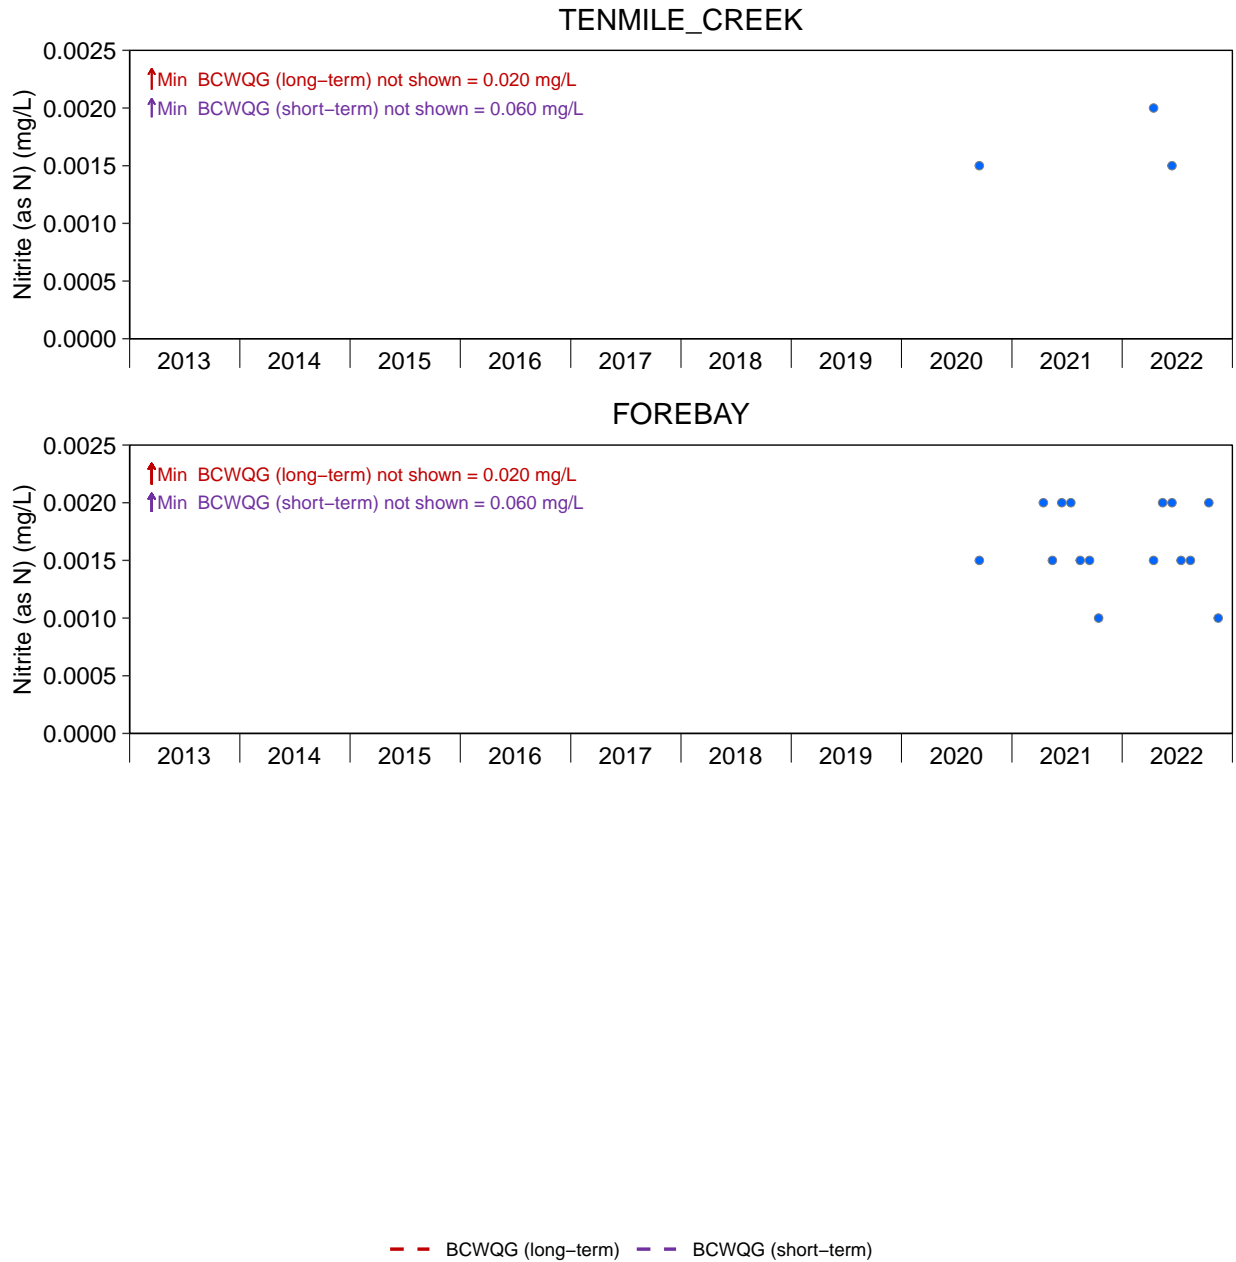 TENMILE_CREEK
Nitrite (as N) (mg/L)
0.0025
0.0020
0.0015
0.0010
0.0005
0.0000
Min  BCWQG (long−term) not shown = 0.020 mg/L
Min  BCWQG (short−term) not shown = 0.060 mg/L
2013 2014 2015 2016 2017 2018 2019 2020 2021 2022
FOREBAY
Nitrite (as N) (mg/L)
0.0025
0.0020
0.0015
0.0010
0.0005
0.0000
Min  BCWQG (long−term) not shown = 0.020 mg/L
Min  BCWQG (short−term) not shown = 0.060 mg/L
2013 2014 2015 2016 2017 2018 2019 2020 2021 2022
BCWQG (long−term) BCWQG (short−term)